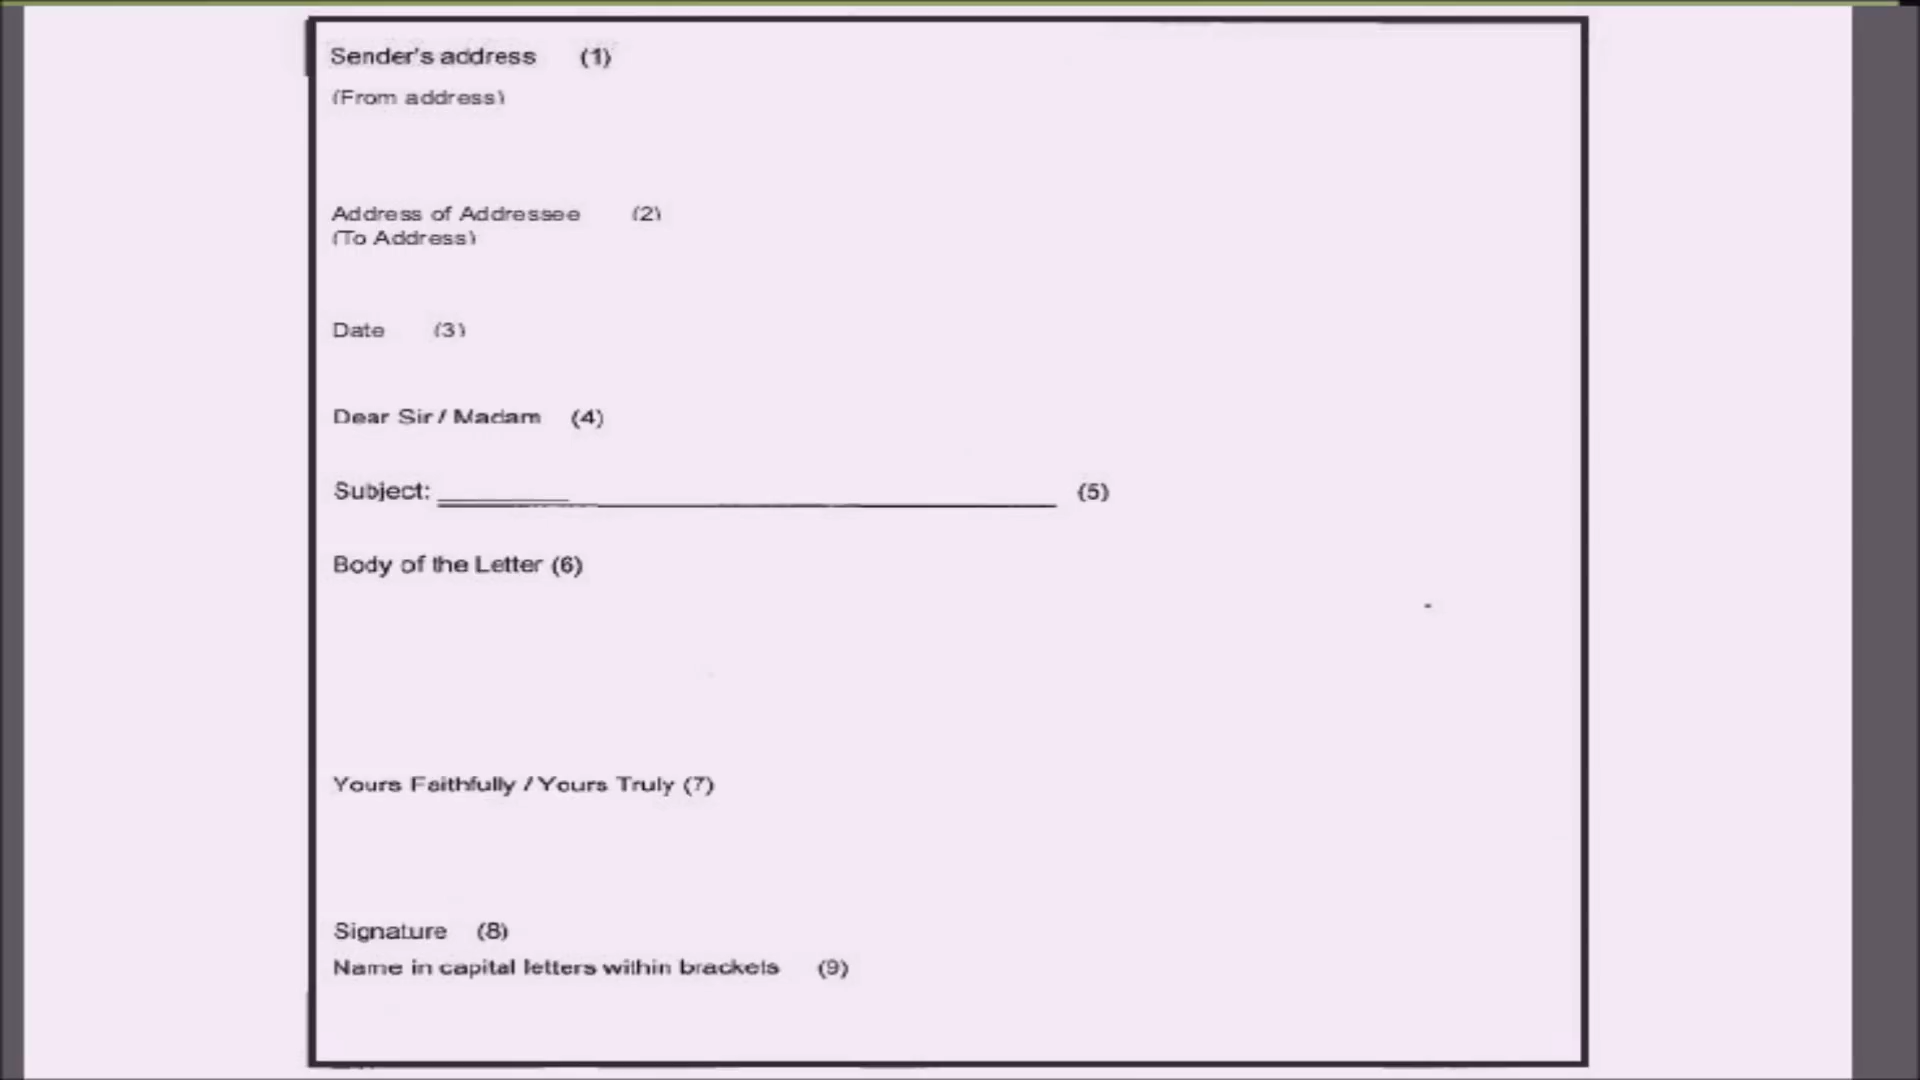 Sender's address (1)
(From address)
Address of Addressee (2)
(To Address)
Date (3)
Dear Sir / Madam (4)
Subject: __________ (5)
Body of the Letter (6)
Yours Faithfully / Yours Truly (7)
Signature (8)
Name in capital letters within brackets (9)